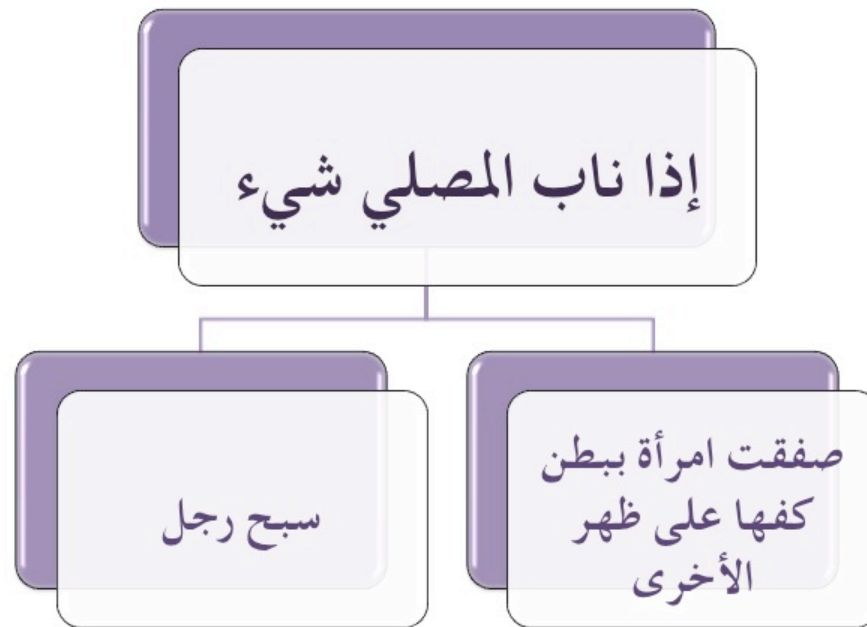 إذا ناب المصلي شيء
صفقت امرأة ببطن
كفها على ظهر
الأخرى
سبح رجل